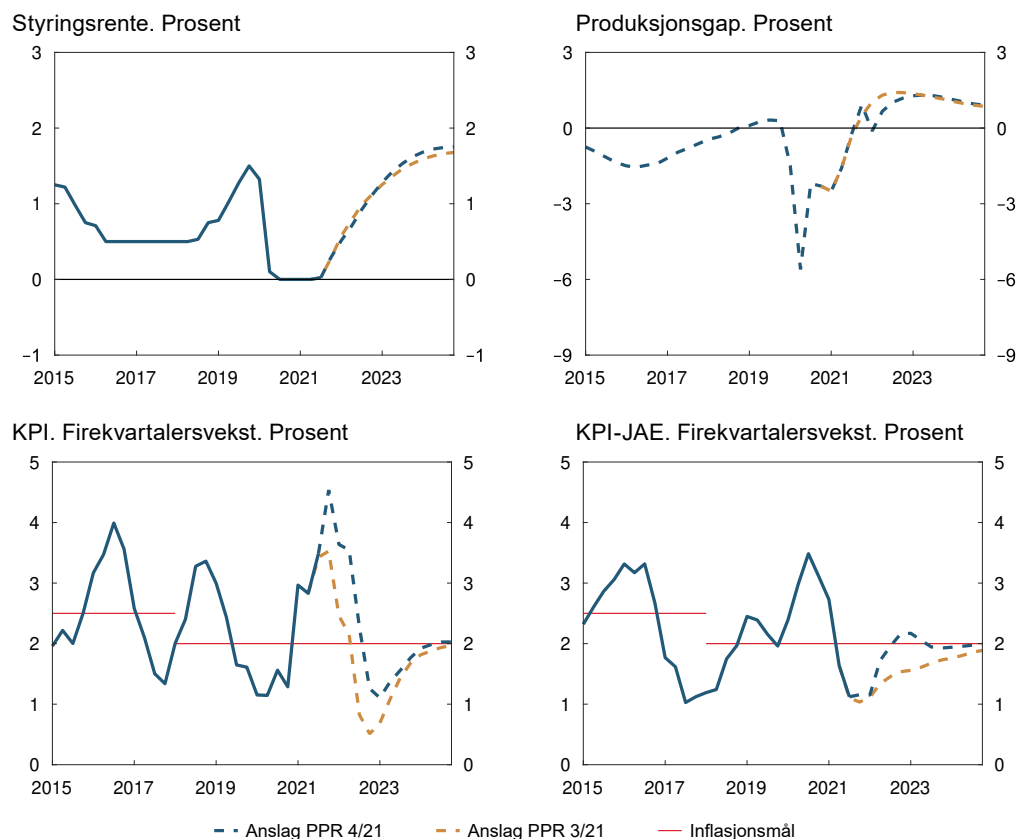 Styringsrente. Prosent
3 3
2 2
1 1
0 0
−1 −1
2015 2017 2019 2021 2023
Produksjonsgap. Prosent
3 3
0 0
−3 −3
−6 −6
−9 −9
2015 2017 2019 2021 2023
KPI. Firekvartalersvekst. Prosent
5 5
4 4
3 3
2 2
1 1
0 0
2015 2017 2019 2021 2023
KPI-JAE. Firekvartalersvekst. Prosent
5 5
4 4
3 3
2 2
1 1
0 0
2015 2017 2019 2021 2023
Anslag PPR 4/21 Anslag PPR 3/21 Inflasjonsmål